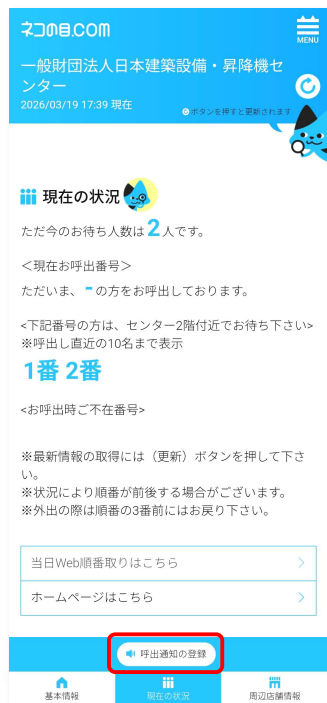 ネコの目.COM
MENU
一般財団法人日本建築設備・昇降機セ
ンター
2026/03/19 17:39 現在
ボタンを押すと更新されます
現在の状況
ただ今のお待ち人数は2人です。
＜現在お呼出番号＞
ただいま、-の方をお呼出しております。
<下記番号の方は、センター2階付近でお待ち下さい>
※呼出し直近の10名まで表示
1番 2番
<お呼出時ご不在番号>
※最新情報の取得には（更新）ボタンを押して下さ
い。
※状況により順番が前後する場合がございます。
※外出の際は順番の3番前にはお戻り下さい。
当日Web順番取りはこちら
ホームページはこちら
呼出通知の登録
基本情報
現在の状況
周辺店舗情報